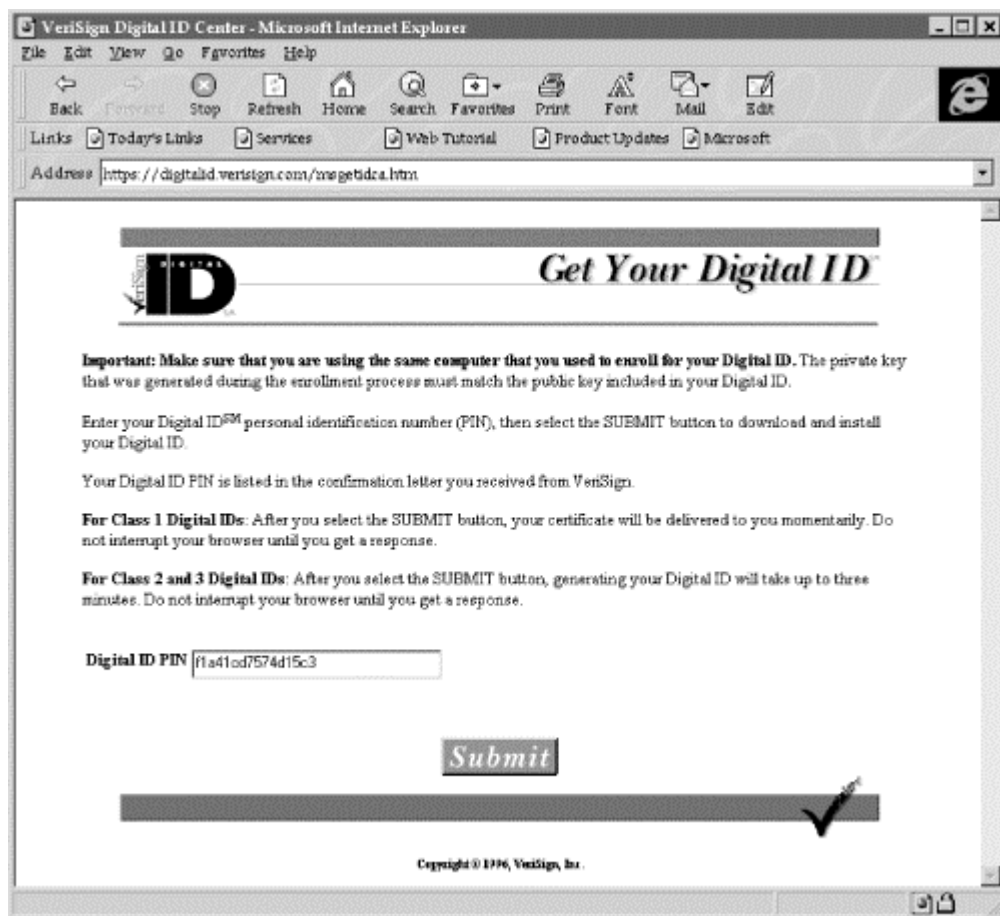 VeriSign Digital ID Center - Microsoft Internet Explorer
File Edit View Go Favorites Help
Back Forward Stop Refresh Home Search Favorites Print Font Mail Edit
Links Today's Links Services Web Tutorial Product Updates Microsoft
Address https://digitalid.verisign.com/msgetidca.htm
VeriSign DIGITAL ID
Get Your Digital ID
Important: Make sure that you are using the same computer that you used to enroll for your Digital ID. The private key
that was generated during the enrollment process must match the public key included in your Digital ID.
Enter your Digital ID SM personal identification number (PIN), then select the SUBMIT button to download and install
your Digital ID.
Your Digital ID PIN is listed in the confirmation letter you received from VeriSign.
For Class 1 Digital IDs: After you select the SUBMIT button, your certificate will be delivered to you momentarily. Do
not interrupt your browser until you get a response.
For Class 2 and 3 Digital IDs: After you select the SUBMIT button, generating your Digital ID will take up to three
minutes. Do not interrupt your browser until you get a response.
Digital ID PIN f1a41cd7574d15c3
Submit
Copyright © 1996, VeriSign, Inc.